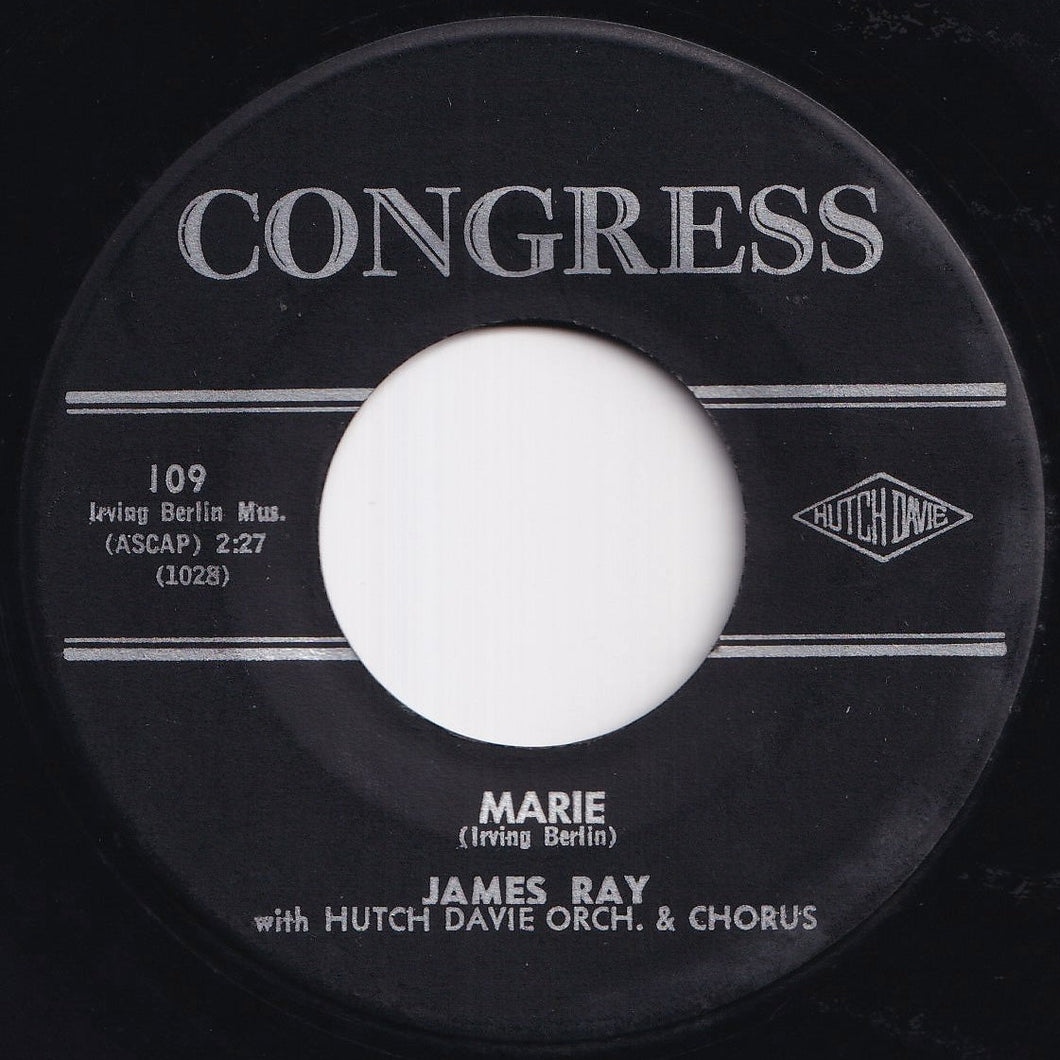 CONGRESS
109
Irving Berlin Mus.
(ASCAP) 2:27
(1028)
HUTCH DAVIE
MARIE
(Irving Berlin)
JAMES RAY
with HUTCH DAVIE ORCH. & CHORUS